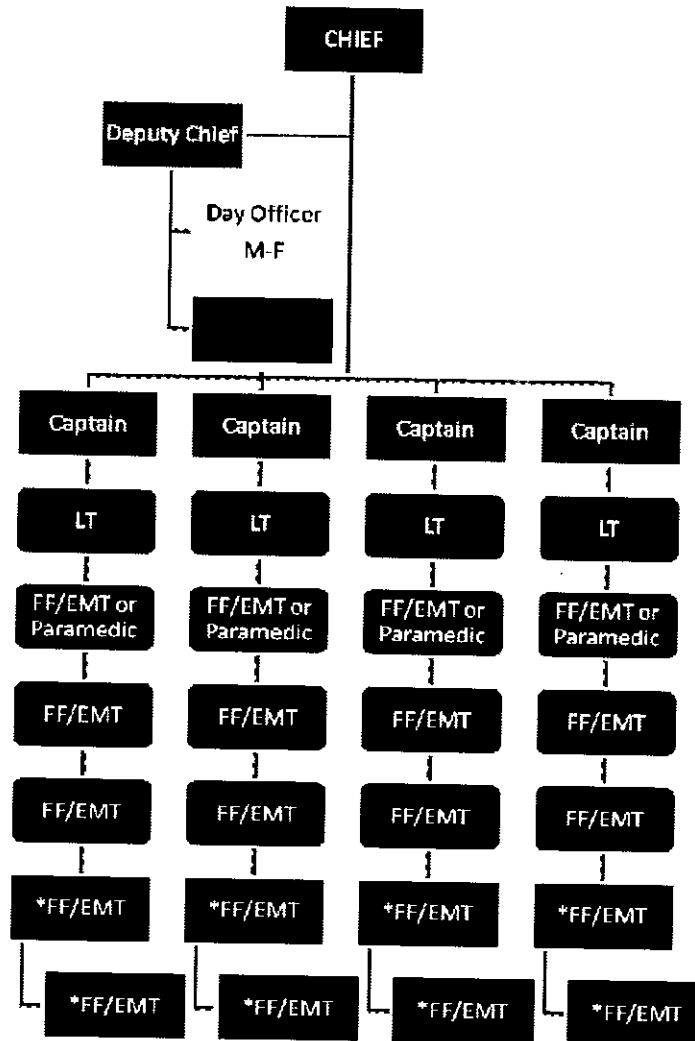 CHIEF
Deputy Chief
Day Officer
M-F
Captain
Captain
Captain
Captain
LT
LT
LT
LT
FF/EMT or
Paramedic
FF/EMT or
Paramedic
FF/EMT or
Paramedic
FF/EMT or
Paramedic
FF/EMT
FF/EMT
FF/EMT
FF/EMT
FF/EMT
FF/EMT
FF/EMT
FF/EMT
*FF/EMT
*FF/EMT
*FF/EMT
*FF/EMT
*FF/EMT
*FF/EMT
*FF/EMT
*FF/EMT